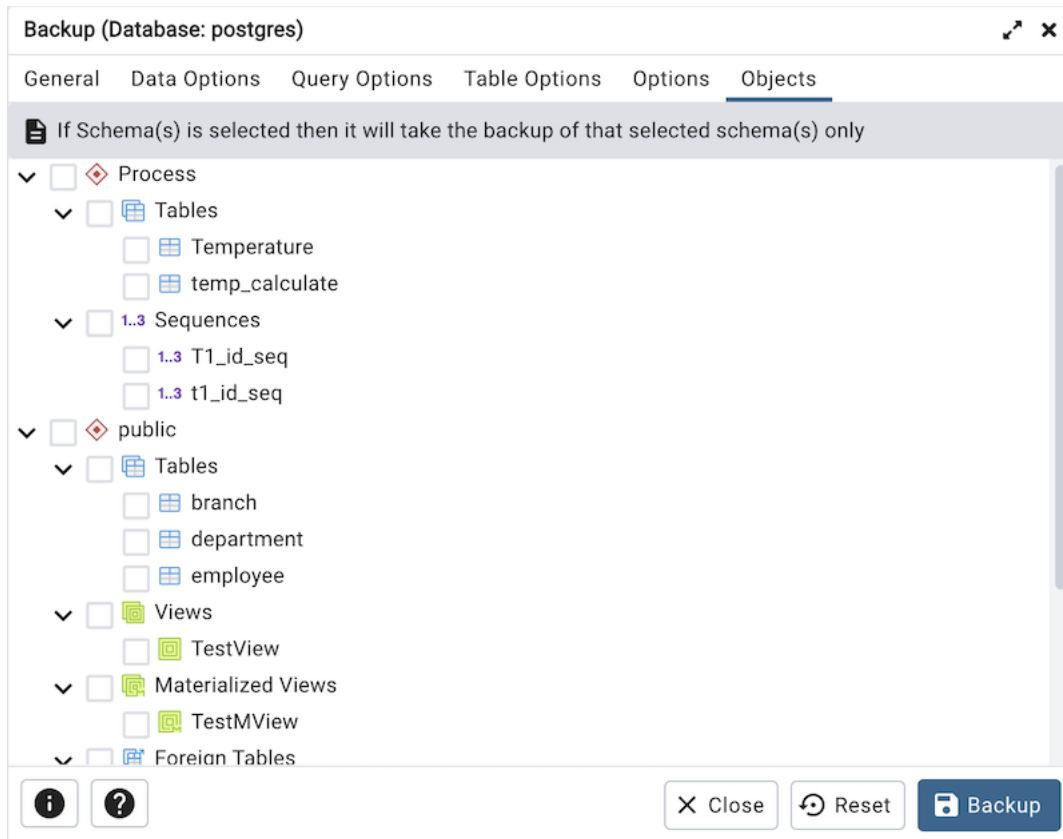 Backup (Database: postgres)
General Data Options Query Options Table Options Options Objects
If Schema(s) is selected then it will take the backup of that selected schema(s) only
Process
Tables
Temperature
temp_calculate
1..3 Sequences
1..3 T1_id_seq
1..3 t1_id_seq
public
Tables
branch
department
employee
Views
TestView
Materialized Views
TestMView
Foreign Tables
Close Reset Backup